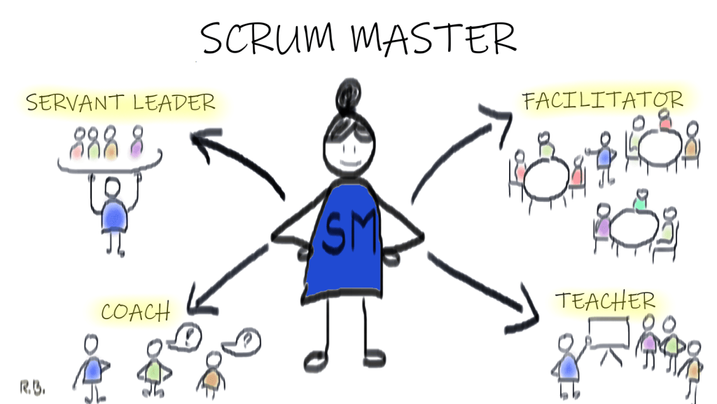 SCRUM MASTER
SERVANT LEADER
FACILITATOR
SM
COACH
? ?
TEACHER
R.B.